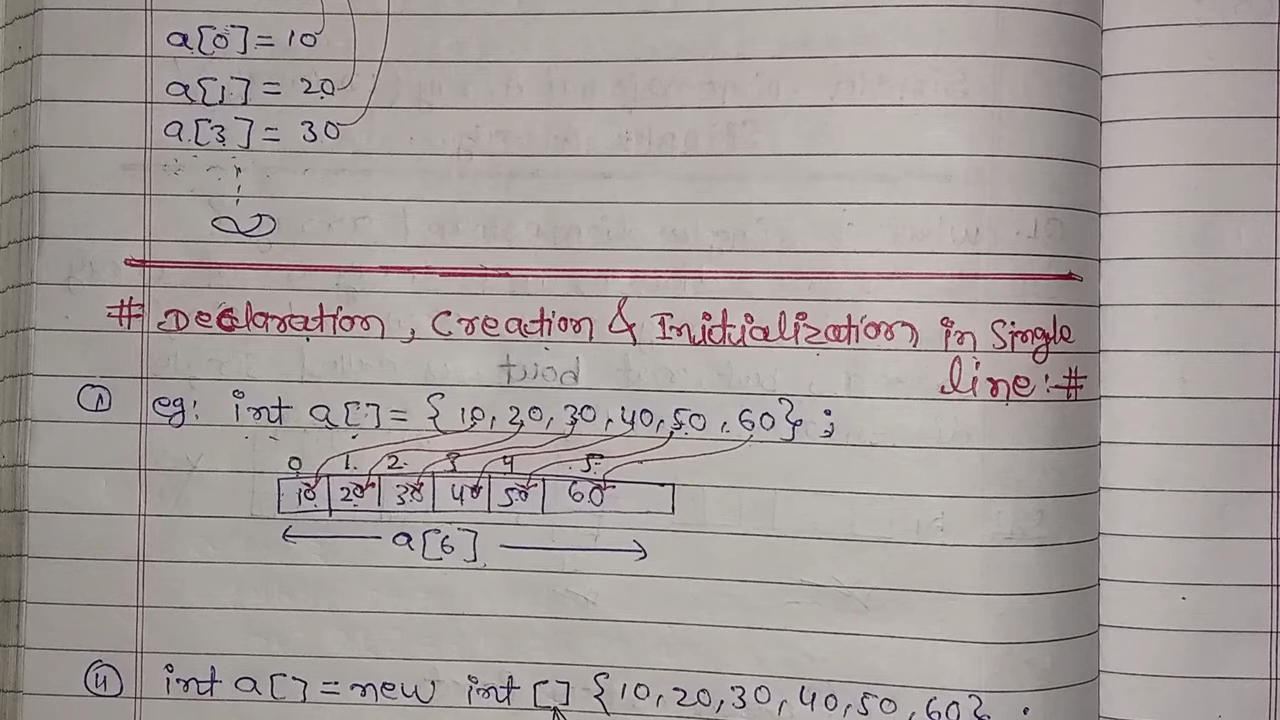 a[0]=10
a[1]=20
a[3]=30
# Declaration, Creaction & Initialization in Single
line:#
① eg: int a[]={10,20,30,40,50,60};
0 1 2 3 4 5
10 20 30 40 50 60
a[6]
② int a[]=new int []{10,20,30,40,50,60};